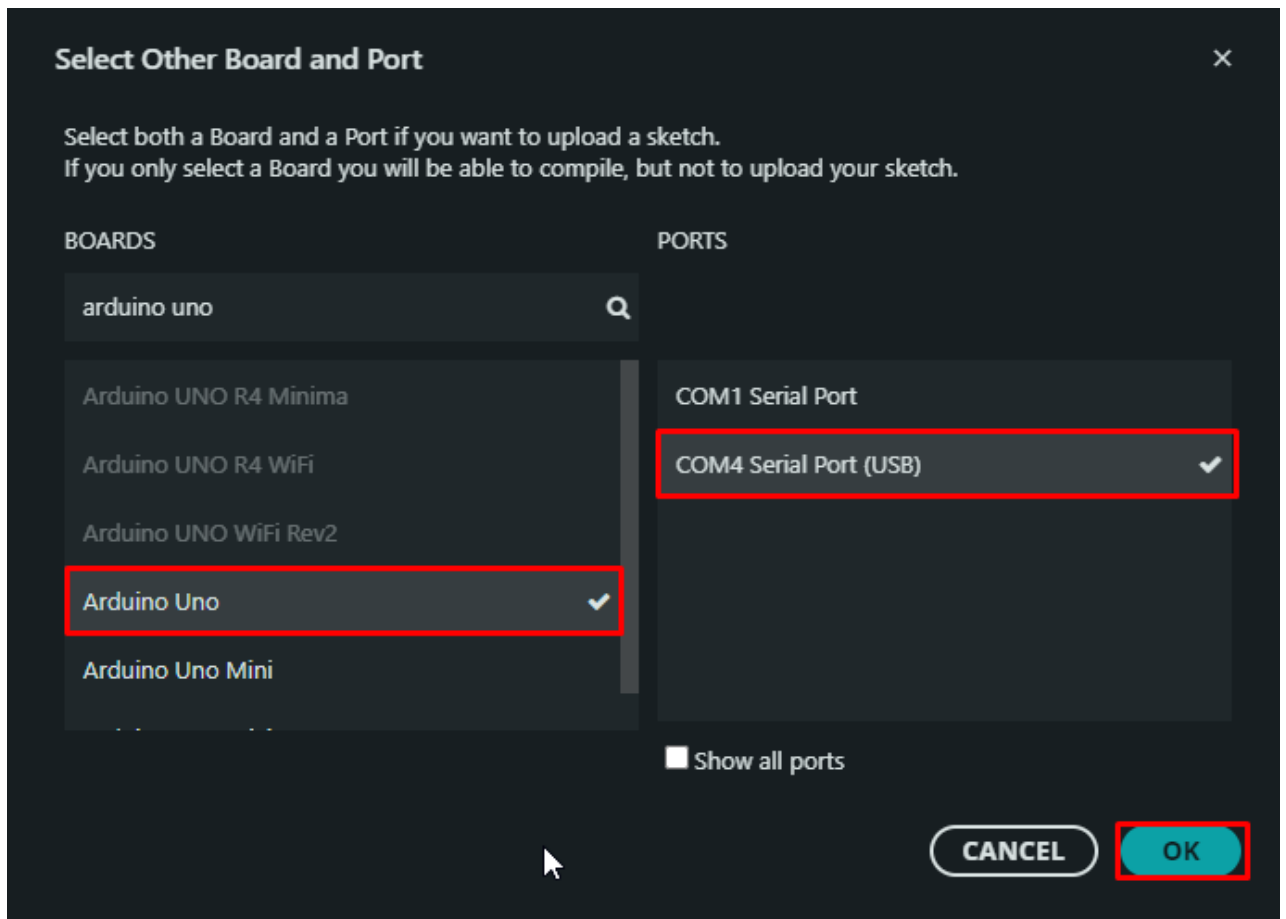 Select Other Board and Port
Select both a Board and a Port if you want to upload a sketch.
If you only select a Board you will be able to compile, but not to upload your sketch.
BOARDS
arduino uno
Arduino UNO R4 Minima
Arduino UNO R4 WiFi
Arduino UNO WiFi Rev2
Arduino Uno
Arduino Uno Mini
PORTS
COM1 Serial Port
COM4 Serial Port (USB)
Show all ports
CANCEL
OK